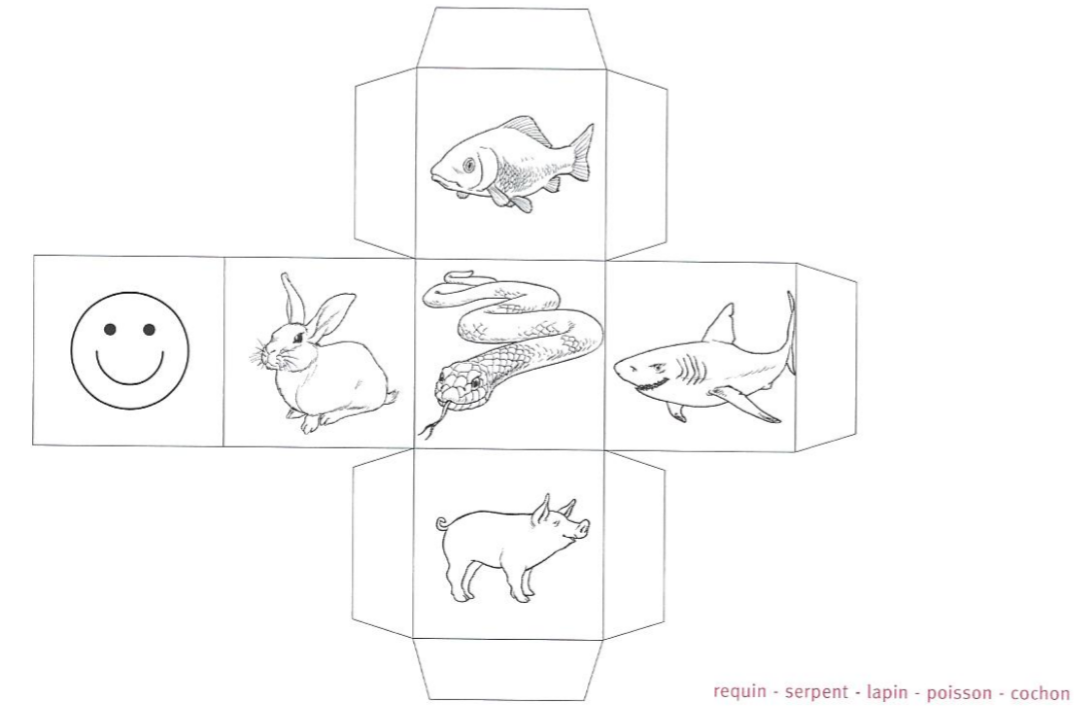 requin - serpent - lapin - poisson - cochon